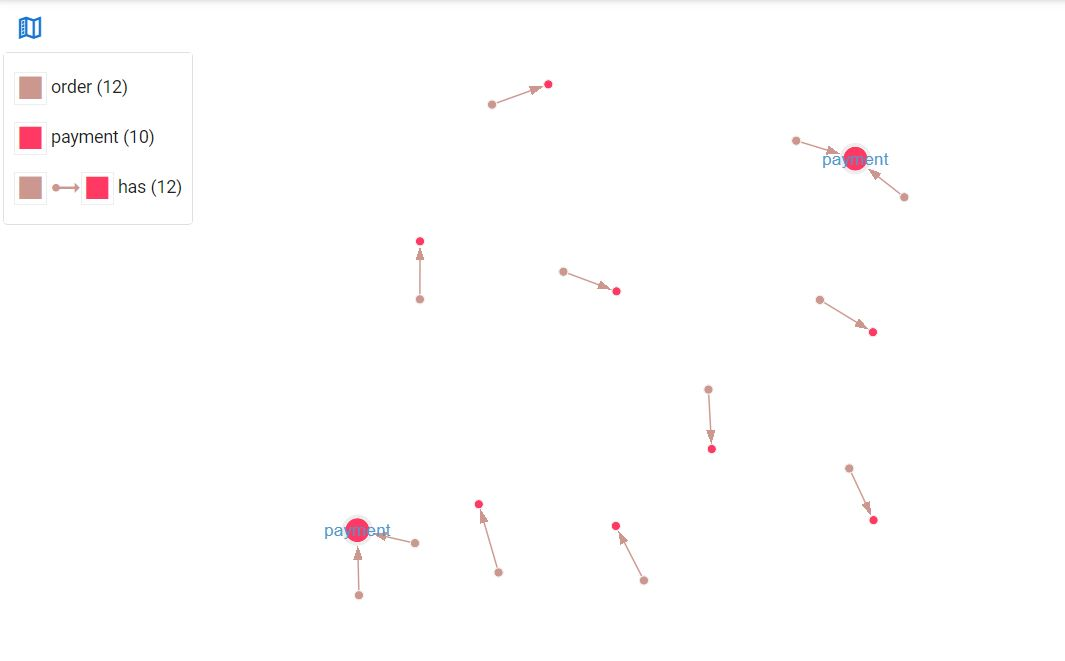 order (12)
payment (10)
has (12)
payment
payment